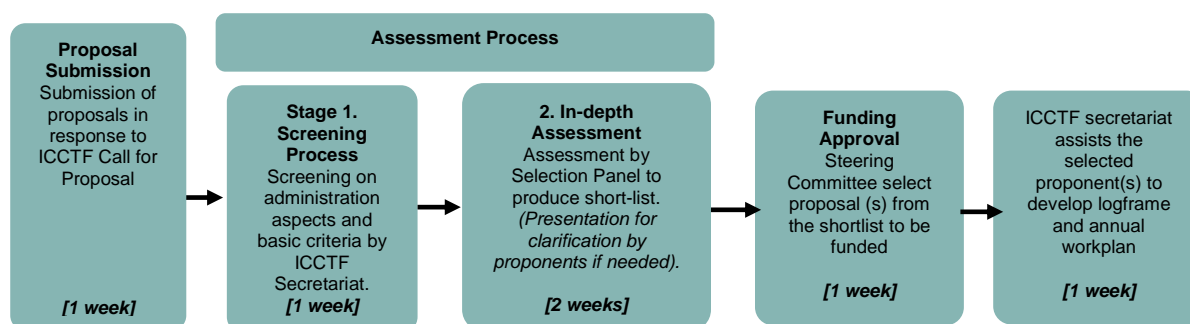 Proposal
Submission
Submission of
proposals in
response to
ICCTF Call for
Proposal
[1 week]
Assessment Process
Stage 1.
Screening
Process
Screening on
administration
aspects and
basic criteria by
ICCTF
Secretariat.
[1 week]
2. In-depth
Assessment
Assessment by
Selection Panel to
produce short-list.
(Presentation for
clarification by
proponents if needed).
[2 weeks]
Funding
Approval
Steering
Committee select
proposal (s) from
the shortlist to be
funded
[1 week]
ICCTF secretariat
assists the
selected
proponent(s) to
develop logframe
and annual
workplan
[1 week]